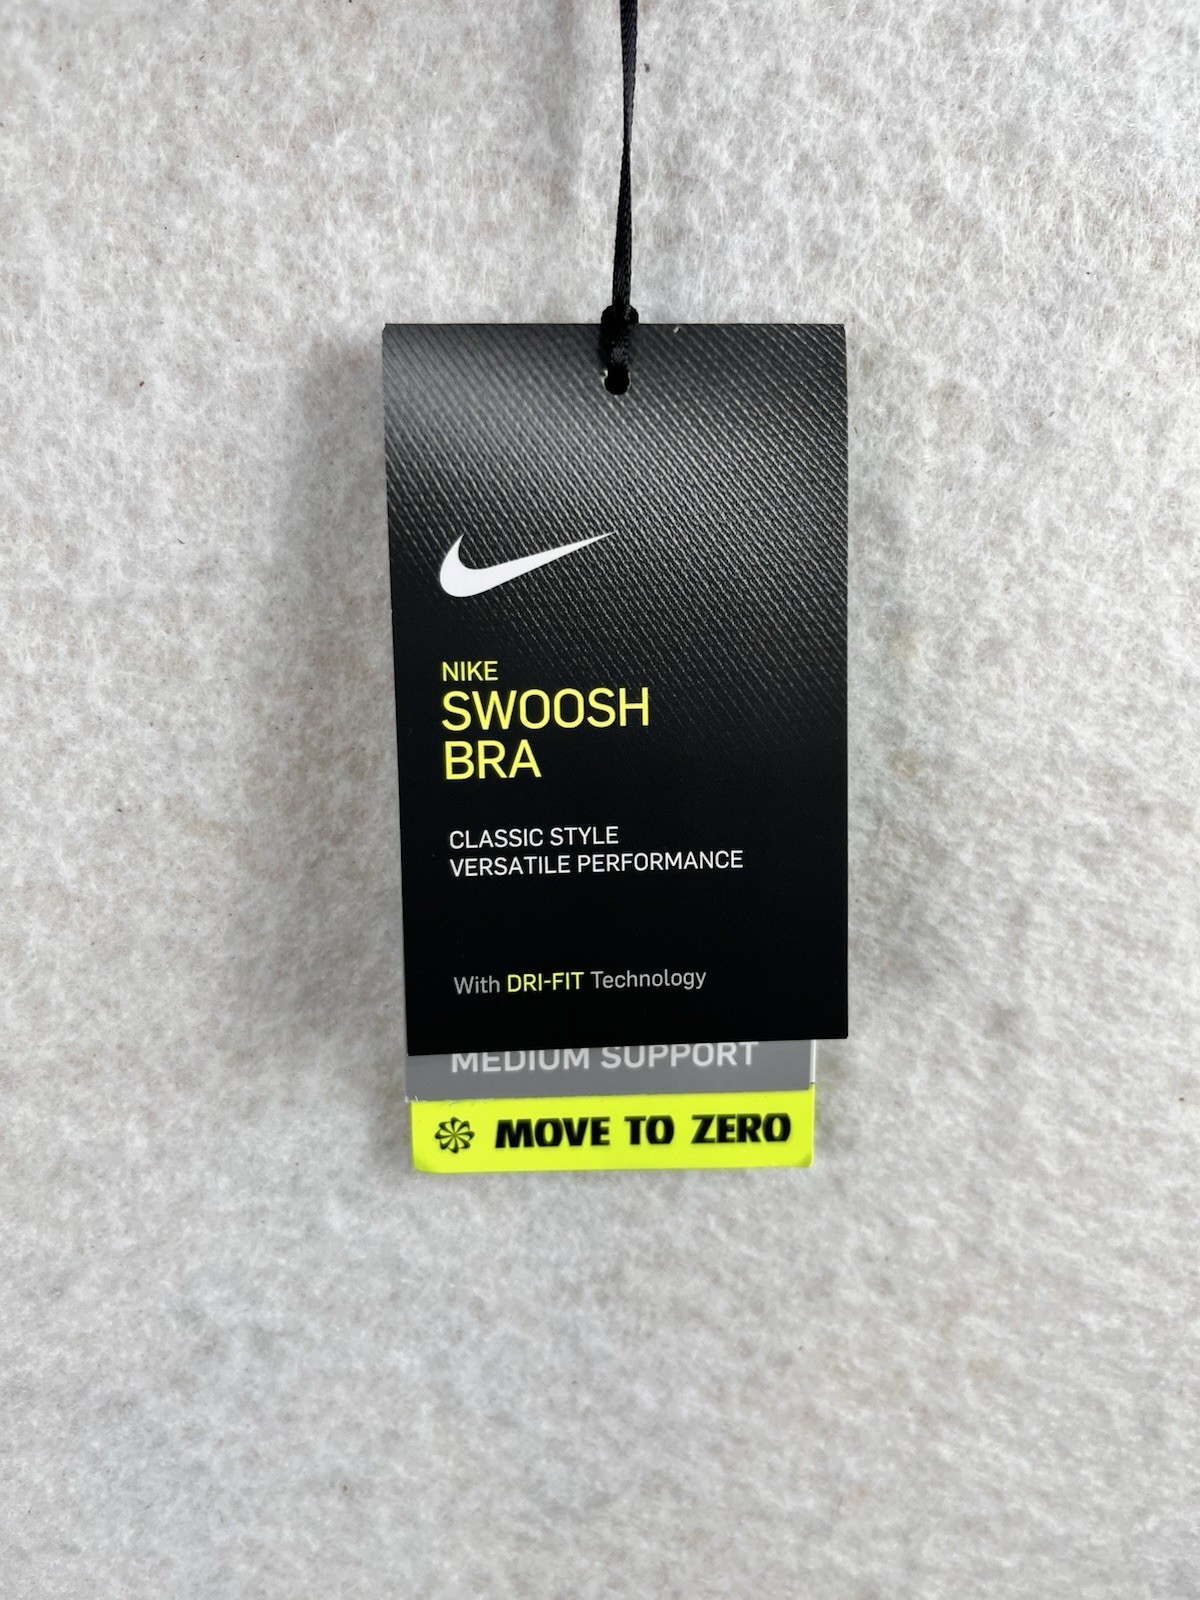 NIKE
SWOOSH
BRA
CLASSIC STYLE
VERSATILE PERFORMANCE
With DRI-FIT Technology
MEDIUM SUPPORT
MOVE TO ZERO